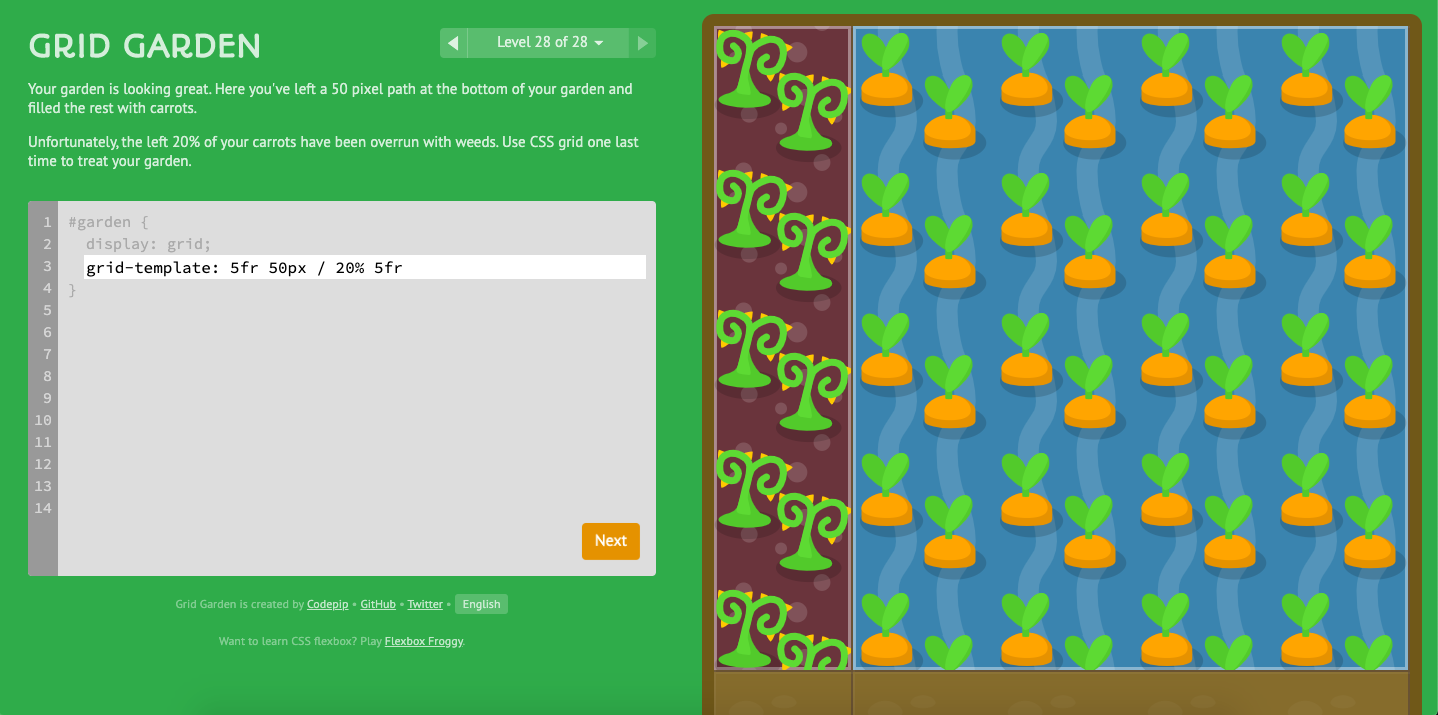 GRID GARDEN
Level 28 of 28
Your garden is looking great. Here you've left a 50 pixel path at the bottom of your garden and
filled the rest with carrots.
Unfortunately, the left 20% of your carrots have been overrun with weeds. Use CSS grid one last
time to treat your garden.
1 #garden {
2 display: grid;
3 grid-template: 5fr 50px / 20% 5fr
4 }
5
6
7
8
9
10
11
12
13
14
Next
Grid Garden is created by Codepip • GitHub • Twitter • English
Want to learn CSS flexbox? Play Flexbox Froggy.